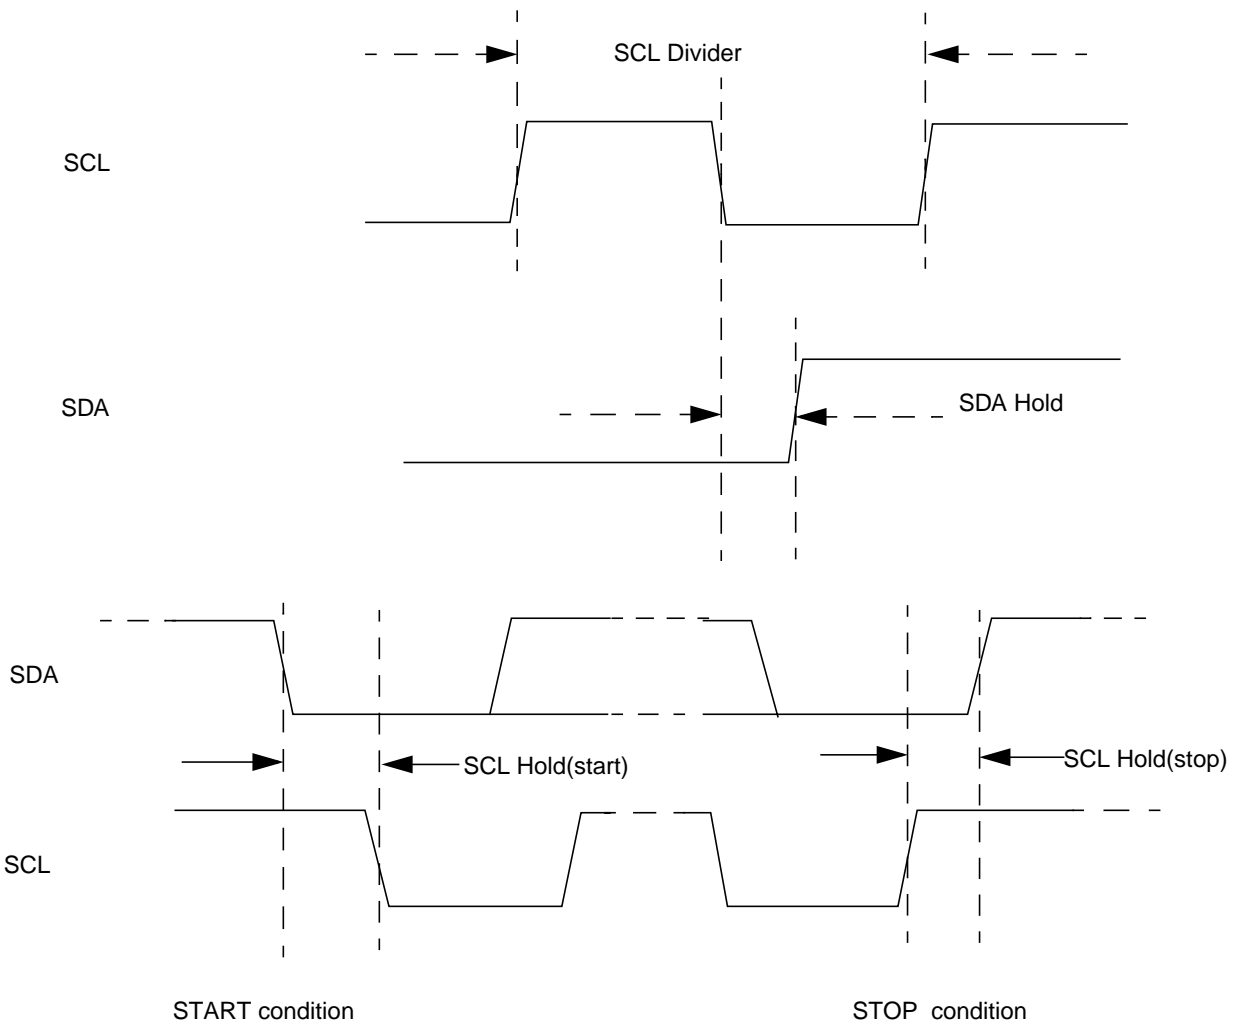 SCL Divider
SCL
SDA
SDA Hold
SDA
SCL Hold(start)
SCL Hold(stop)
SCL
START condition
STOP condition